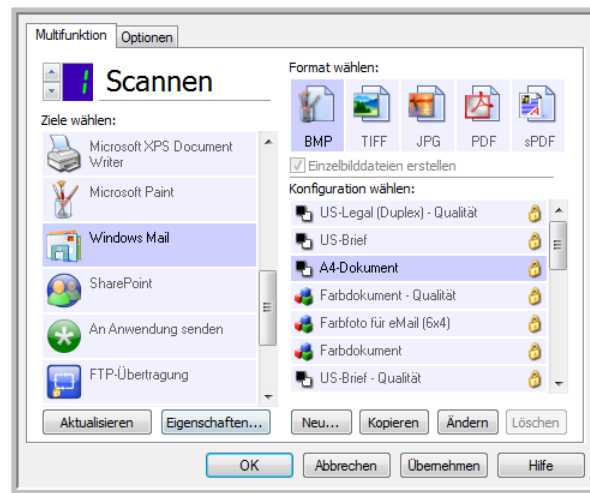 Multifunktion
Optionen
1
Scannen
Ziele wählen:
Microsoft XPS Document
Writer
Microsoft Paint
Windows Mail
SharePoint
An Anwendung senden
FTP-Übertragung
Aktualisieren
Eigenschaften...
Format wählen:
BMP
TIFF
JPG
PDF
sPDF
Einzelbilddateien erstellen
Konfiguration wählen:
US-Legal (Duplex) - Qualität
US-Brief
A4-Dokument
Farbdokument - Qualität
Farbfoto für eMail (6x4)
Farbdokument
US-Brief - Qualität
Neu...
Kopieren
Ändern
Löschen
OK
Abbrechen
Übernehmen
Hilfe